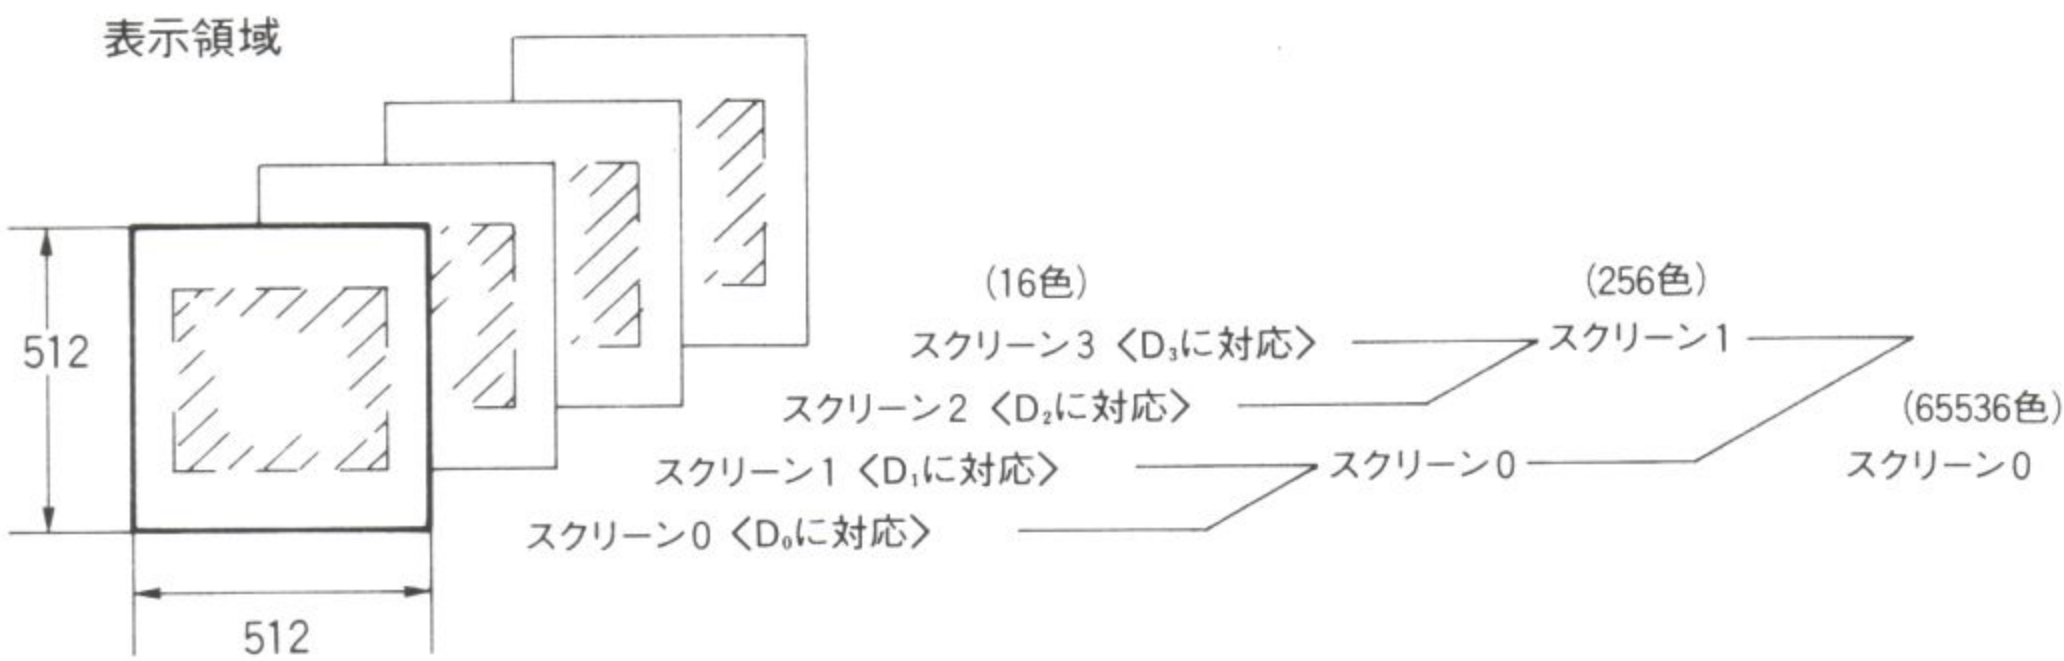 表示領域
(16色)
(256色)
512
スクリーン3〈D₃に対応〉
スクリーン1
スクリーン2〈D₂に対応〉
(65536色)
スクリーン1〈D₁に対応〉
スクリーン0
スクリーン0
スクリーン0〈D₀に対応〉
512